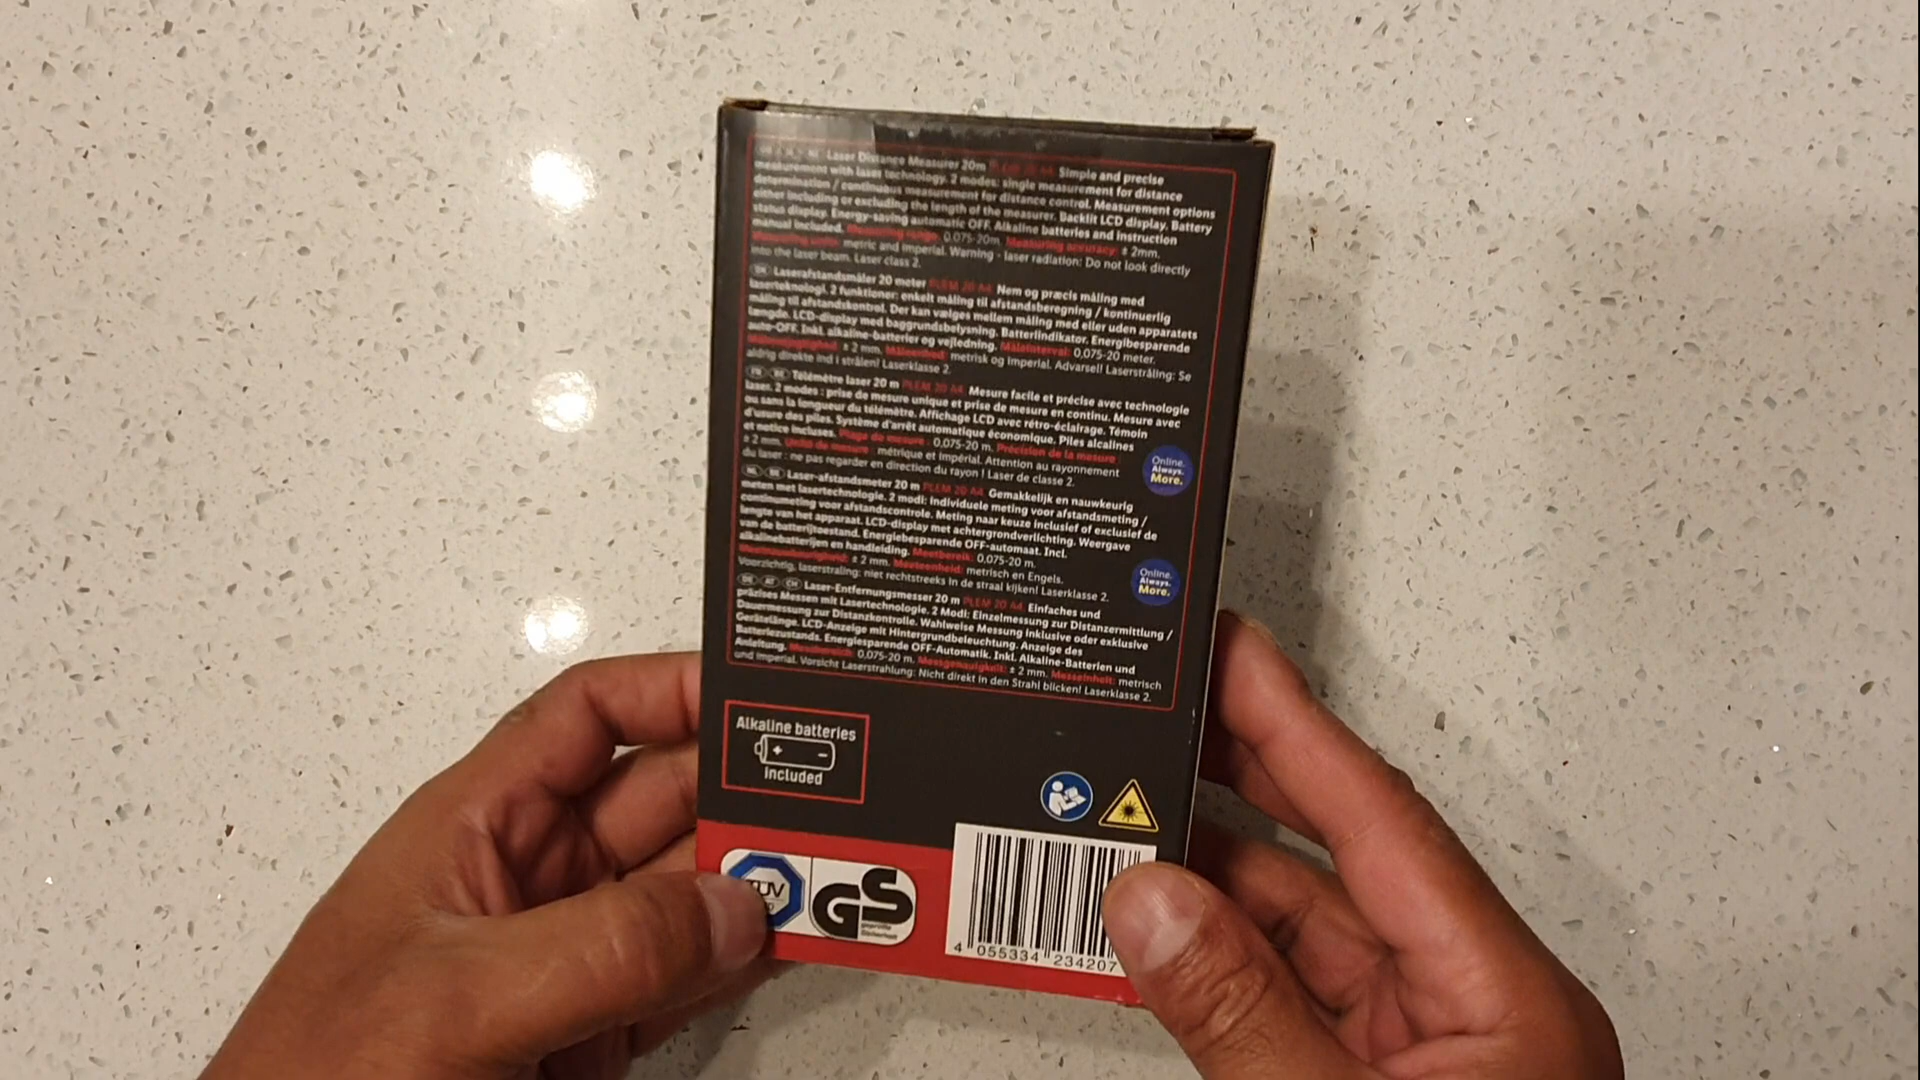 Laser Distance Measurer 20m PLEM 20 A4. Simple and precise
measurement with laser technology. 2 modes: single measurement for distance
determination / continuous measurement for distance control. Measurement options
either including or excluding the length of the measurer. Backlit LCD display. Battery
status display. Energy-saving automatic OFF. Alkaline batteries and instruction
manual included. Measuring range: 0.075-20m. Measuring accuracy: ± 2mm.
Measuring units: metric and imperial. Warning - laser radiation: Do not look directly
into the laser beam. Laser class 2.
DK Laserafstandsmåler 20 meter PLEM 20 A4. Nem og præcis måling med
laserteknologi. 2 funktioner: enkelt måling til afstandsberegning / kontinuerlig
måling til afstandskontrol. Der kan vælges mellem måling med eller uden apparatets
længde. LCD-display med baggrundsbelysning. Batteriindikator. Energibesparende
auto-OFF. Inkl. alkaline-batterier og vejledning. Måleinterval: 0,075-20 meter.
Målenøjagtighed: ± 2 mm. Måleenhed: metrisk og imperial. Advarsel! Laserstråling: Se
aldrig direkte ind i strålen! Laserklasse 2.
FR BE Télémètre laser 20 m PLEM 20 A4. Mesure facile et précise avec technologie
laser. 2 modes : prise de mesure unique et prise de mesure en continu. Mesure avec
ou sans la longueur du télémètre. Affichage LCD avec rétro-éclairage. Témoin
d'usure des piles. Système d'arrêt automatique économique. Piles alcalines
et notice incluses. Plage de mesure : 0,075-20 m. Précision de la mesure :
± 2 mm. Unité de mesure : métrique et impérial. Attention au rayonnement
du laser : ne pas regarder en direction du rayon ! Laser de classe 2.
NL BE Laser-afstandsmeter 20 m PLEM 20 A4. Gemakkelijk en nauwkeurig
meten met lasertechnologie. 2 modi: individuele meting voor afstandsmeting /
continumeting voor afstandscontrole. Meting naar keuze inclusief of exclusief de
lengte van het apparaat. LCD-display met achtergrondverlichting. Weergave
van de batterijtoestand. Energiebesparende OFF-automaat. Incl.
alkalinebatterijen en handleiding. Meetbereik: 0,075-20 m.
Meetnauwkeurigheid: ± 2 mm. Meeteenheid: metrisch en Engels.
Voorzichtig, laserstraling: niet rechtstreeks in de straal kijken! Laserklasse 2.
DE AT CH Laser-Entfernungsmesser 20 m PLEM 20 A4. Einfaches und
präzises Messen mit Lasertechnologie. 2 Modi: Einzelmessung zur Distanzermittlung /
Dauermessung zur Distanzkontrolle. Wahlweise Messung inklusive oder exklusive
Gerätelänge. LCD-Anzeige mit Hintergrundbeleuchtung. Anzeige des
Batteriezustands. Energiesparende OFF-Automatik. Inkl. Alkaline-Batterien und
Anleitung. Messbereich: 0,075-20 m. Messgenauigkeit: ± 2 mm. Messeinheit: metrisch
und imperial. Vorsicht Laserstrahlung: Nicht direkt in den Strahl blicken! Laserklasse 2.
Online.
Always.
More.
Online.
Always.
More.
Alkaline batteries
included
TÜV
GS
geprüfte
Sicherheit
4 055334 234207